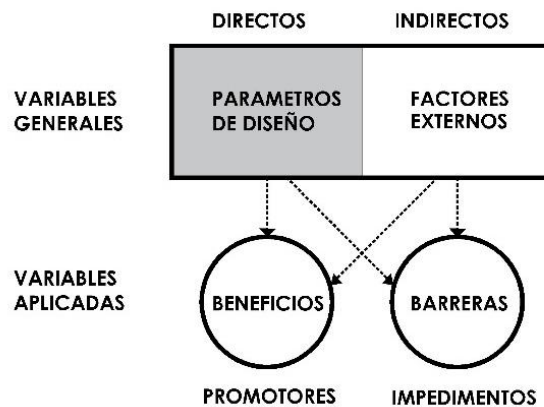 DIRECTOS
INDIRECTOS
VARIABLES
GENERALES
PARAMETROS
DE DISEÑO
FACTORES
EXTERNOS
VARIABLES
APLICADAS
BENEFICIOS
BARRERAS
PROMOTORES
IMPEDIMENTOS